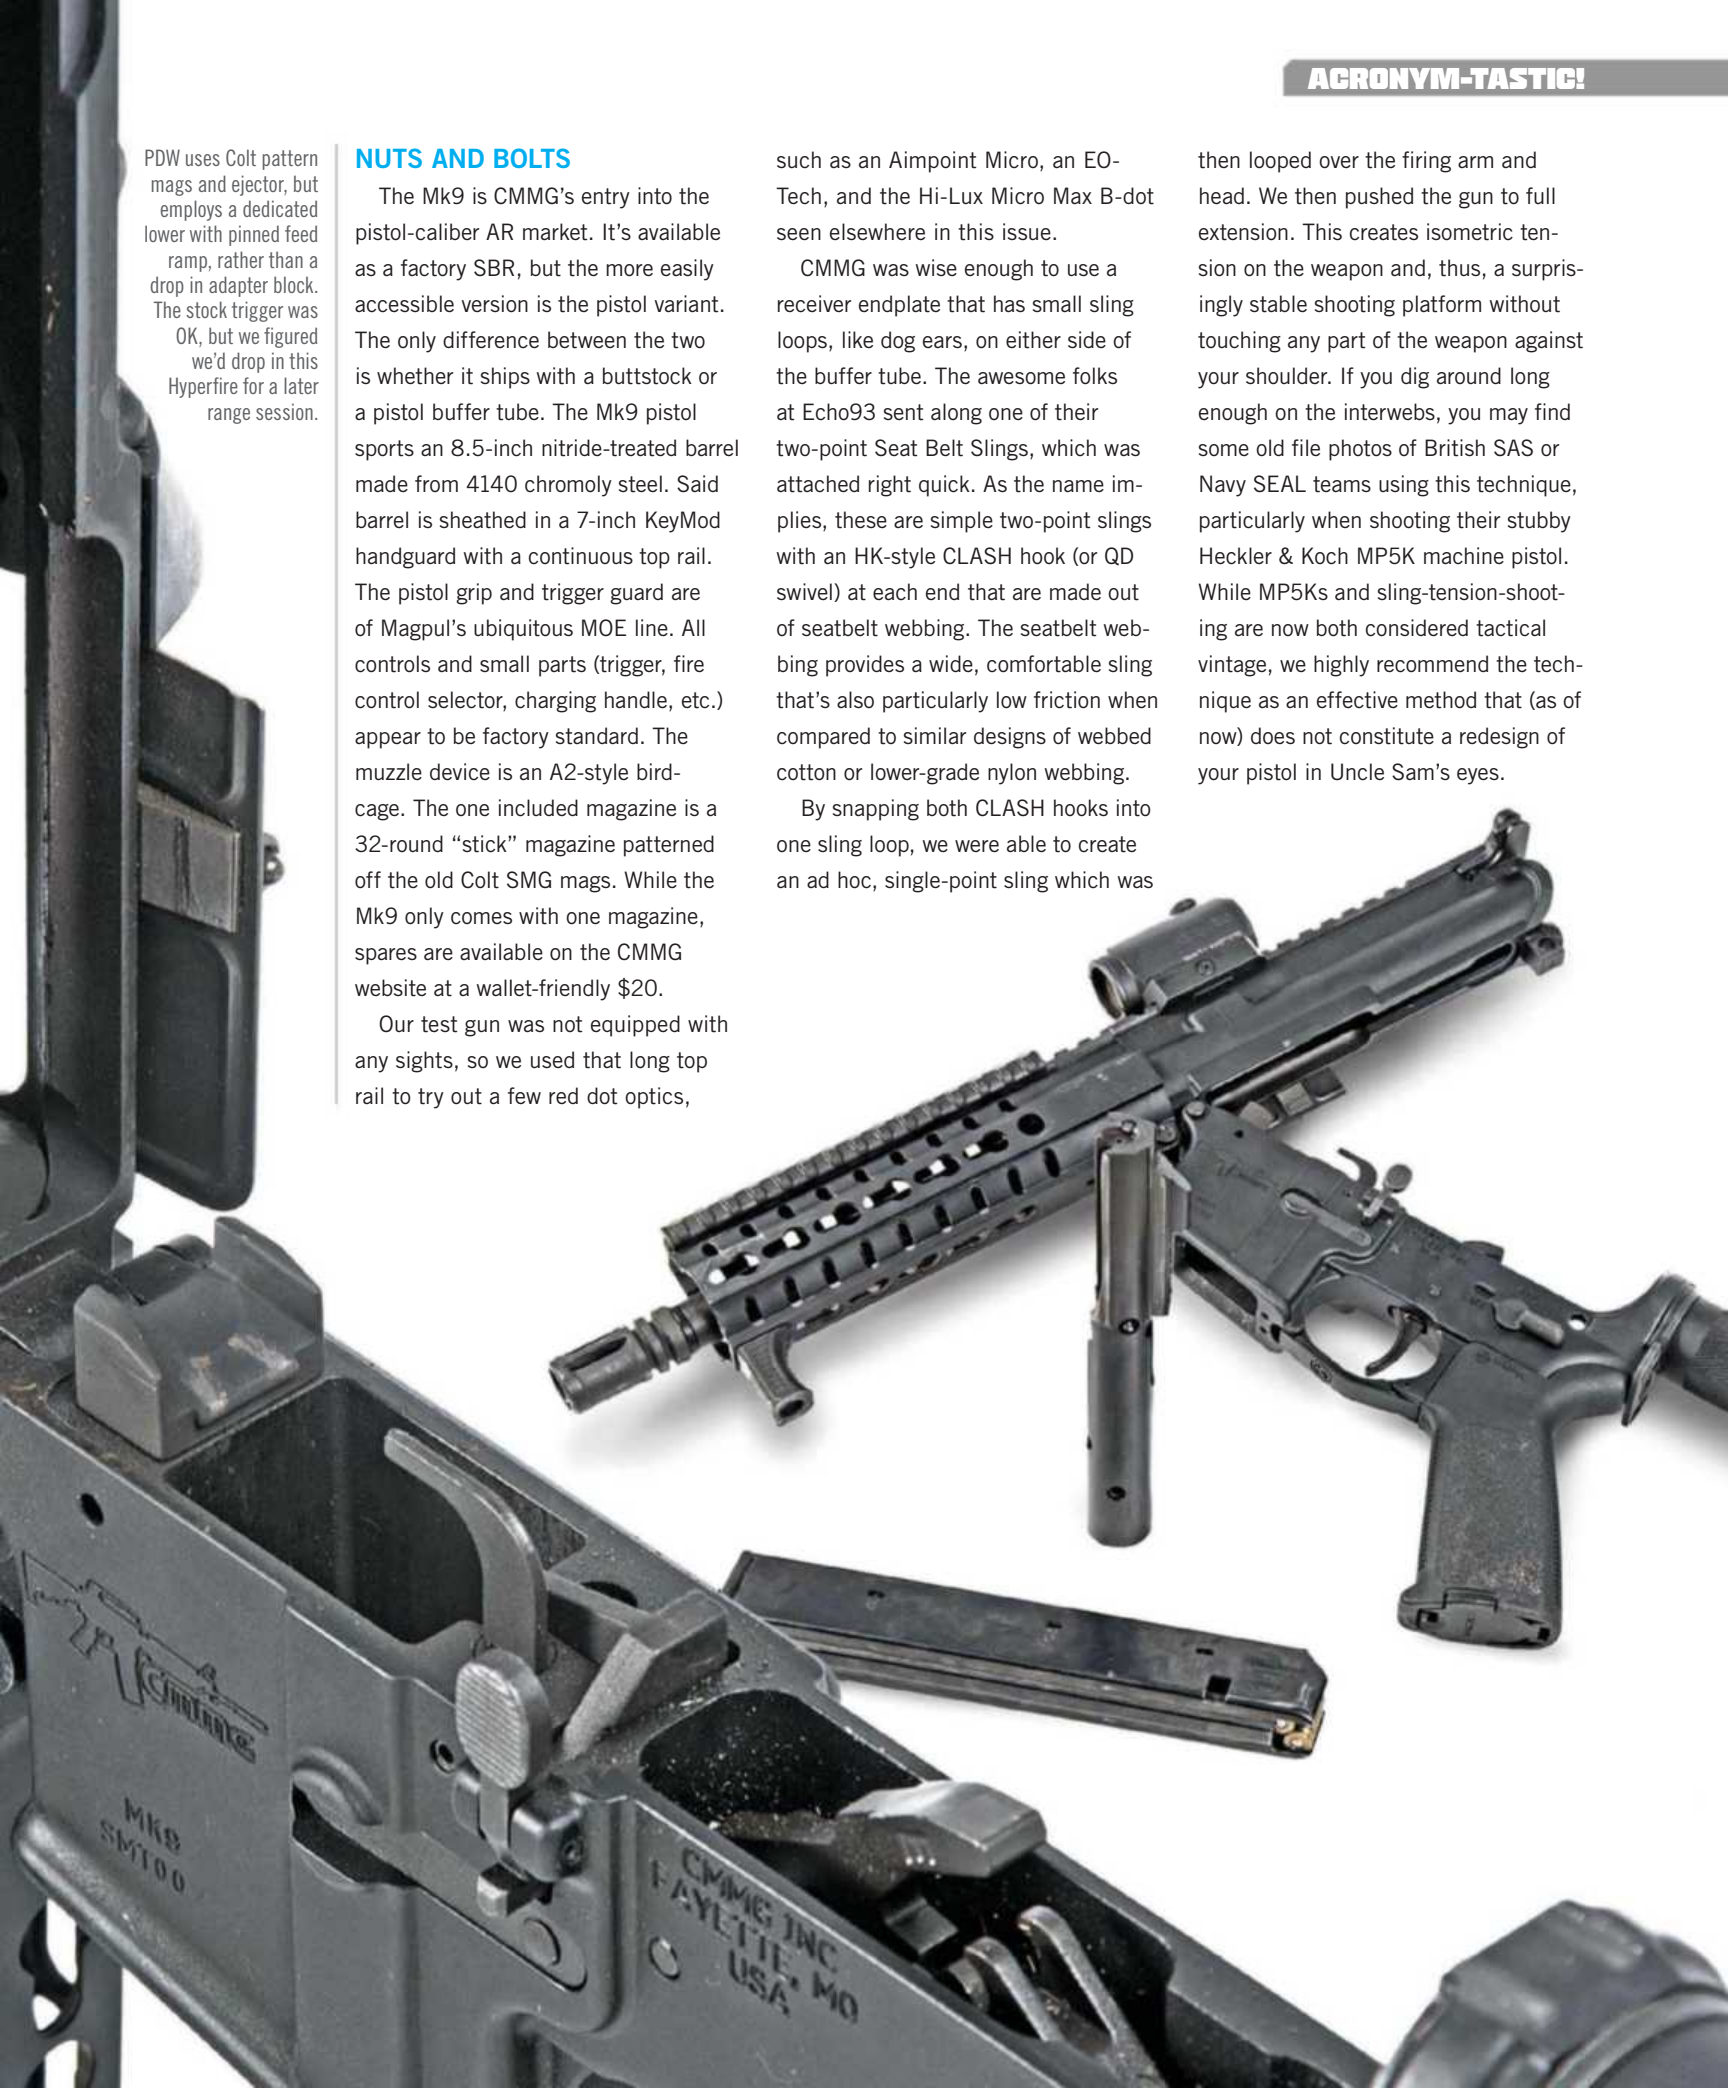 ACRONYM-TASTIC!
PDW uses Colt pattern
mags and ejector, but
employs a dedicated
lower with pinned feed
ramp, rather than a
drop in adapter block.
The stock trigger was
OK, but we figured
we'd drop in this
Hyperfire for a later
range session.
NUTS AND BOLTS
The Mk9 is CMMG's entry into the
pistol-caliber AR market. It's available
as a factory SBR, but the more easily
accessible version is the pistol variant.
The only difference between the two
is whether it ships with a buttstock or
a pistol buffer tube. The Mk9 pistol
sports an 8.5-inch nitride-treated barrel
made from 4140 chromoly steel. Said
barrel is sheathed in a 7-inch KeyMod
handguard with a continuous top rail.
The pistol grip and trigger guard are
of Magpul's ubiquitous MOE line. All
controls and small parts (trigger, fire
control selector, charging handle, etc.)
appear to be factory standard. The
muzzle device is an A2-style bird-
cage. The one included magazine is a
32-round “stick” magazine patterned
off the old Colt SMG mags. While the
Mk9 only comes with one magazine,
spares are available on the CMMG
website at a wallet-friendly $20.
Our test gun was not equipped with
any sights, so we used that long top
rail to try out a few red dot optics,
such as an Aimpoint Micro, an EO-
Tech, and the Hi-Lux Micro Max B-dot
seen elsewhere in this issue.
CMMG was wise enough to use a
receiver endplate that has small sling
loops, like dog ears, on either side of
the buffer tube. The awesome folks
at Echo93 sent along one of their
two-point Seat Belt Slings, which was
attached right quick. As the name im-
plies, these are simple two-point slings
with an HK-style CLASH hook (or QD
swivel) at each end that are made out
of seatbelt webbing. The seatbelt web-
bing provides a wide, comfortable sling
that's also particularly low friction when
compared to similar designs of webbed
cotton or lower-grade nylon webbing.
By snapping both CLASH hooks into
one sling loop, we were able to create
an ad hoc, single-point sling which was
then looped over the firing arm and
head. We then pushed the gun to full
extension. This creates isometric ten-
sion on the weapon and, thus, a surpris-
ingly stable shooting platform without
touching any part of the weapon against
your shoulder. If you dig around long
enough on the interwebs, you may find
some old file photos of British SAS or
Navy SEAL teams using this technique,
particularly when shooting their stubby
Heckler & Koch MP5K machine pistol.
While MP5Ks and sling-tension-shoot-
ing are now both considered tactical
vintage, we highly recommend the tech-
nique as an effective method that (as of
now) does not constitute a redesign of
your pistol in Uncle Sam's eyes.
cmmg
MK9
SMT00
CMMG INC
FAYETTE, MO
USA